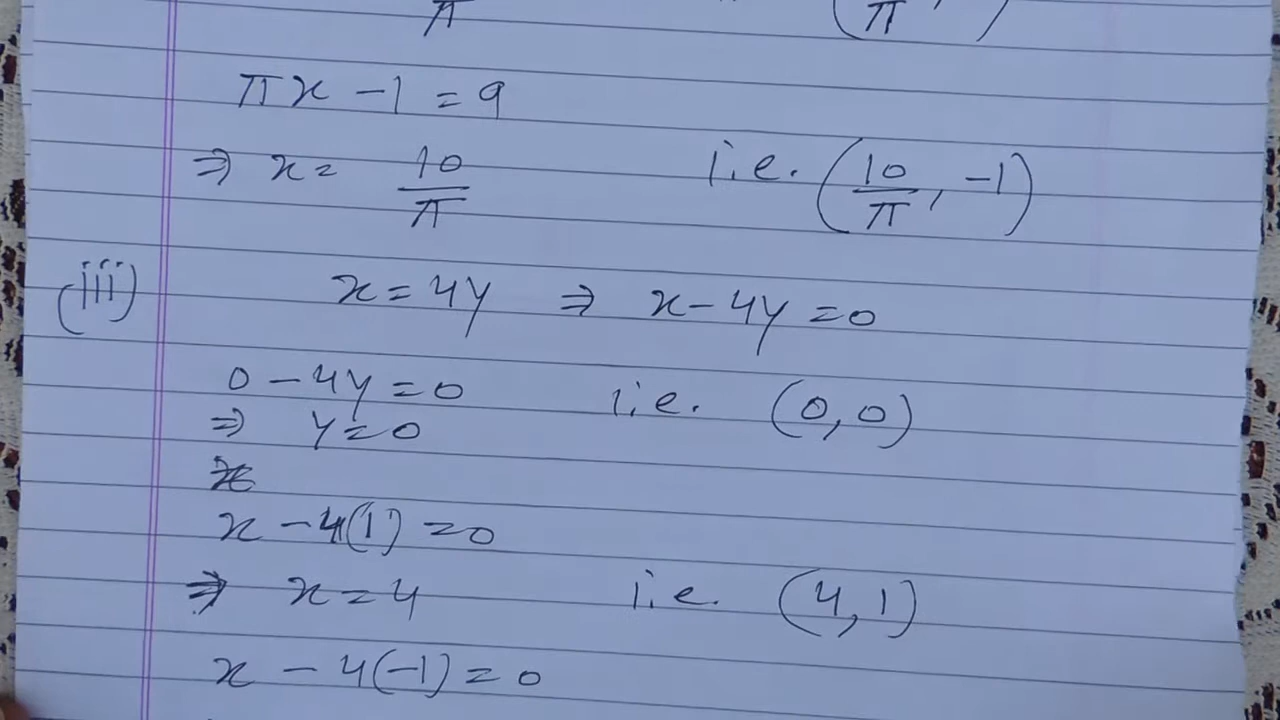 π ( π , )
πx - 1 = 9
⇒ x = 10/π i.e. (10/π, -1)
(iii) x = 4y ⇒ x - 4y = 0
0 - 4y = 0 i.e. (0, 0)
⇒ y = 0
x - 4(1) = 0
⇒ x = 4 i.e. (4, 1)
x - 4(-1) = 0